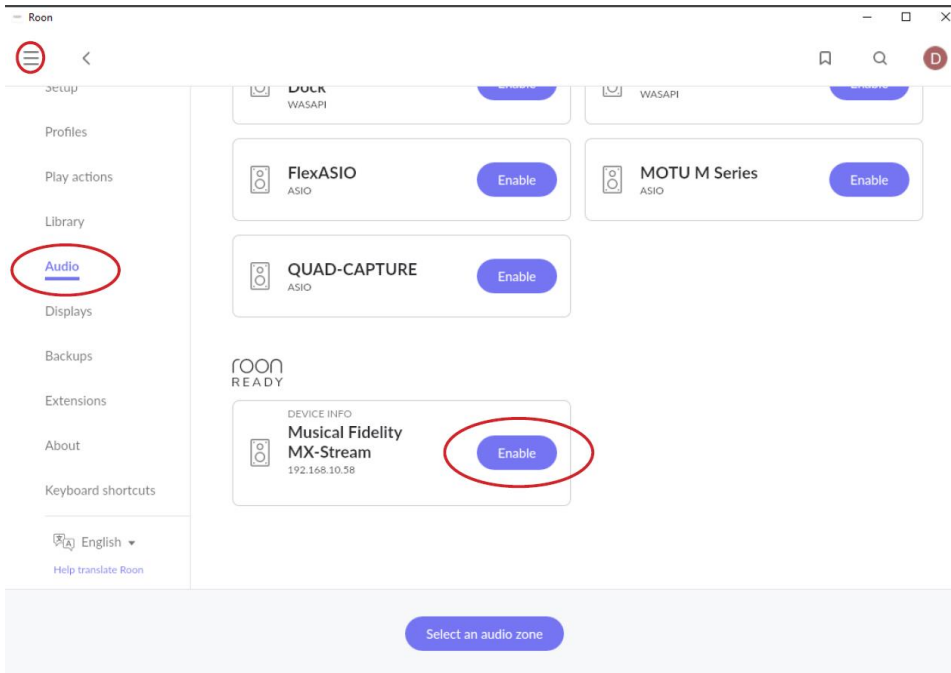 Roon
D
Setup
Profiles
Play actions
Library
Audio
Displays
Backups
Extensions
About
Keyboard shortcuts
English
Help translate Roon
Dock
WASAPI
Enable
WASAPI
Enable
FlexASIO
ASIO
Enable
MOTU M Series
ASIO
Enable
QUAD-CAPTURE
ASIO
Enable
roon
READY
DEVICE INFO
Musical Fidelity
MX-Stream
192.168.10.58
Enable
Select an audio zone